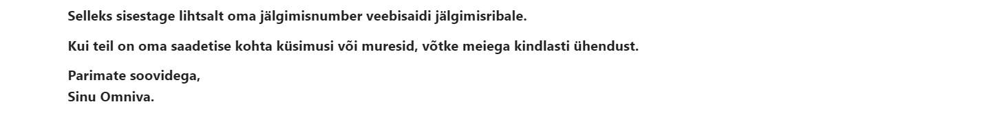 Selleks sisestage lihtsalt oma jälgimisnumber veebisaidi jälgimisribale.
Kui teil on oma saadetise kohta küsimusi või muresid, võtke meiega kindlasti ühendust.
Parimate soovidega,
Sinu Omniva.